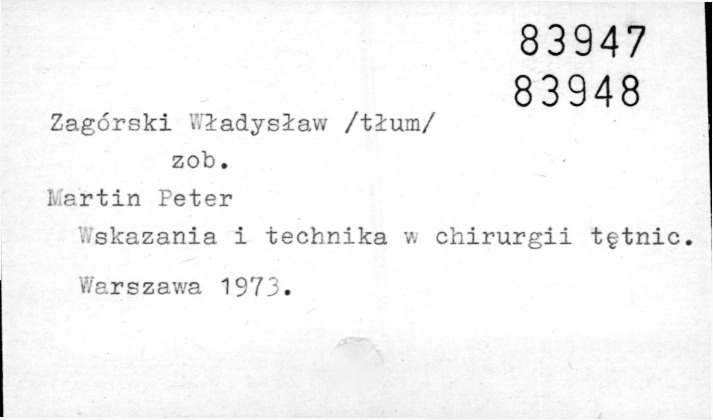 83947
83948
Zagórski Władysław /tłum/
zob.
Martin Peter
Wskazania i technika w chirurgii tętnic.
Warszawa 1973.